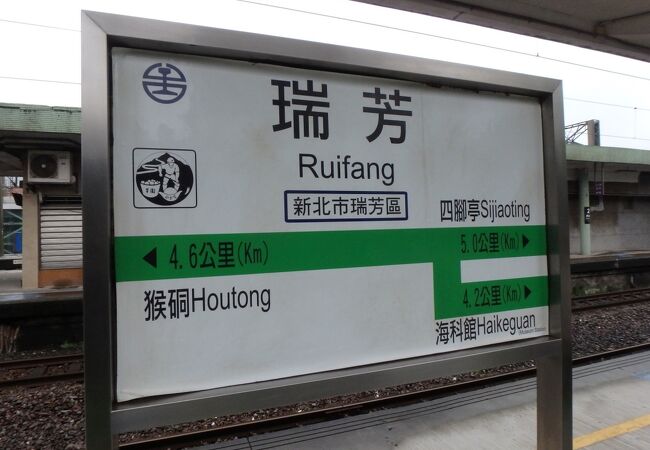 瑞芳
Ruifang
新北市瑞芳區
四腳亭Sijiaoting
◀ 4.6公里(Km)
5.0公里(Km)▶
猴硐Houtong
4.2公里(Km)▶
海科館Haikeguan
(Museum Station)